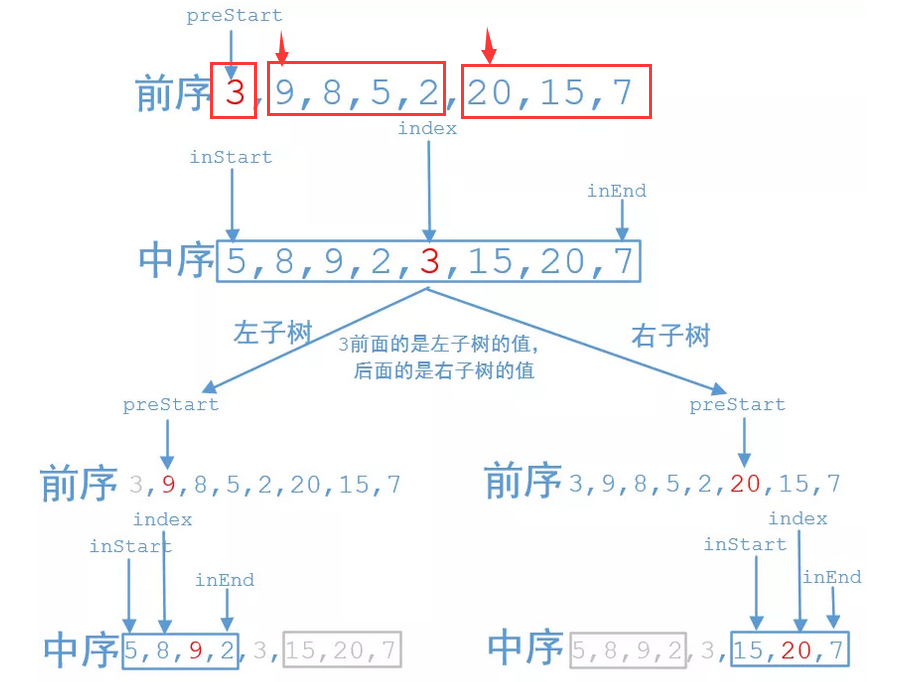 preStart
前序 3,9,8,5,2,20,15,7
index
inStart
inEnd
中序 5,8,9,2,3,15,20,7
左子树
右子树
3前面的是左子树的值,
后面的是右子树的值
preStart
preStart
前序 3,9,8,5,2,20,15,7
前序 3,9,8,5,2,20,15,7
index
index
inStart
inStart
inEnd
inEnd
中序 5,8,9,2,3,15,20,7
中序 5,8,9,2,3,15,20,7